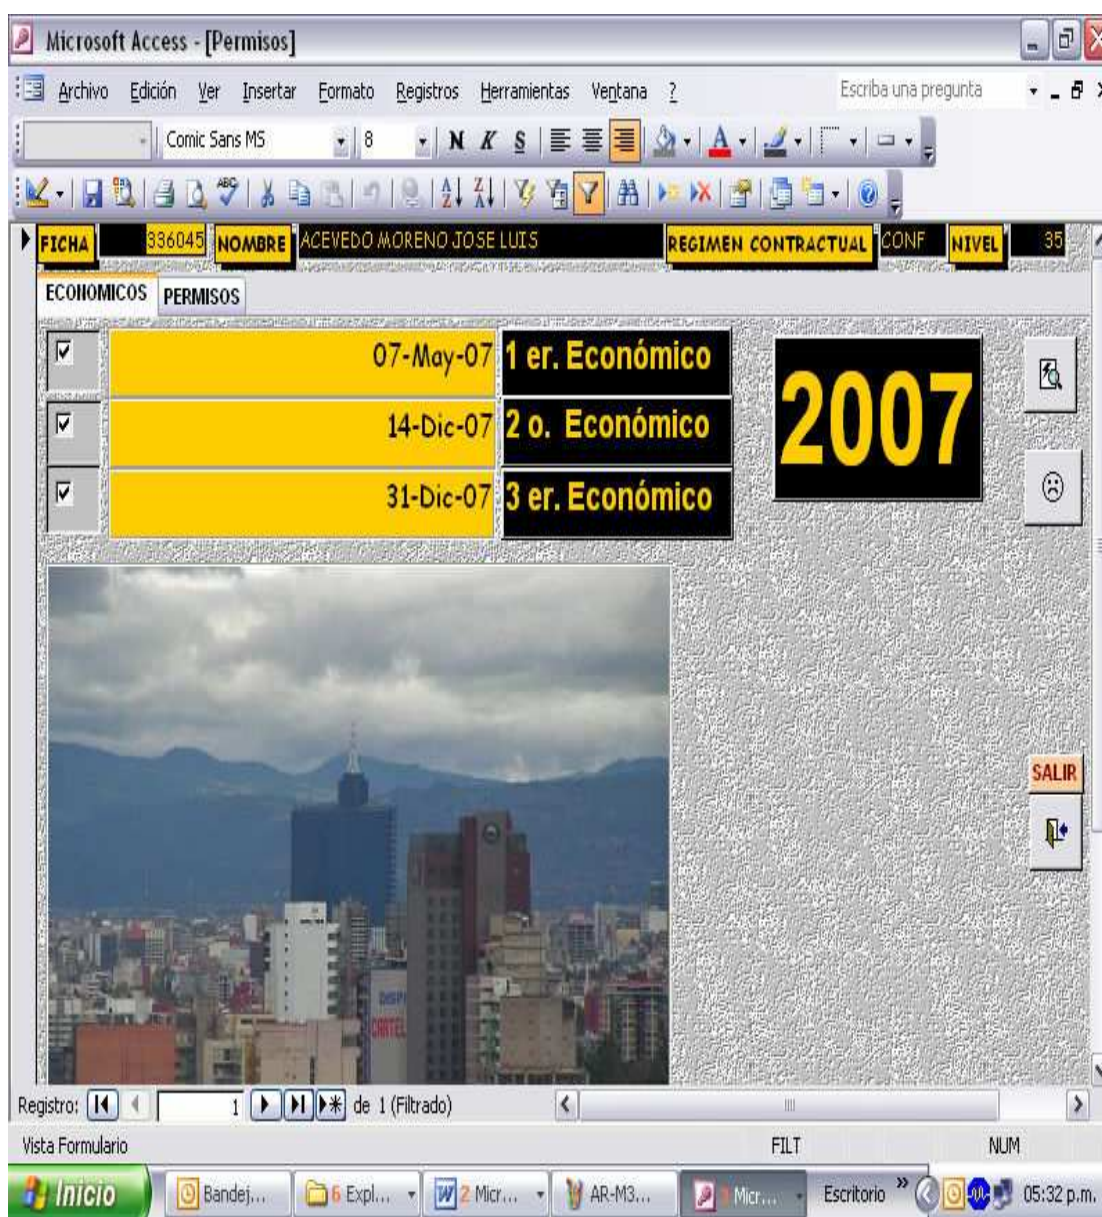 Microsoft Access - [Permisos]
Archivo Edición Ver Insertar Formato Registros Herramientas Ventana ? Escriba una pregunta
Comic Sans MS 8 N K S
FICHA 336045 NOMBRE ACEVEDO MORENO JOSE LUIS REGIMEN CONTRACTUAL CONF NIVEL 35
ECONOMICOS PERMISOS
07-May-07 1 er. Económico
2007
14-Dic-07 2 o. Económico
31-Dic-07 3 er. Económico
SALIR
Registro: 1 de 1 (Filtrado)
Vista Formulario FILT NUM
Inicio Bandej... 6 Expl... 2 Micr... AR-M3... Micr... Escritorio » 05:32 p.m.